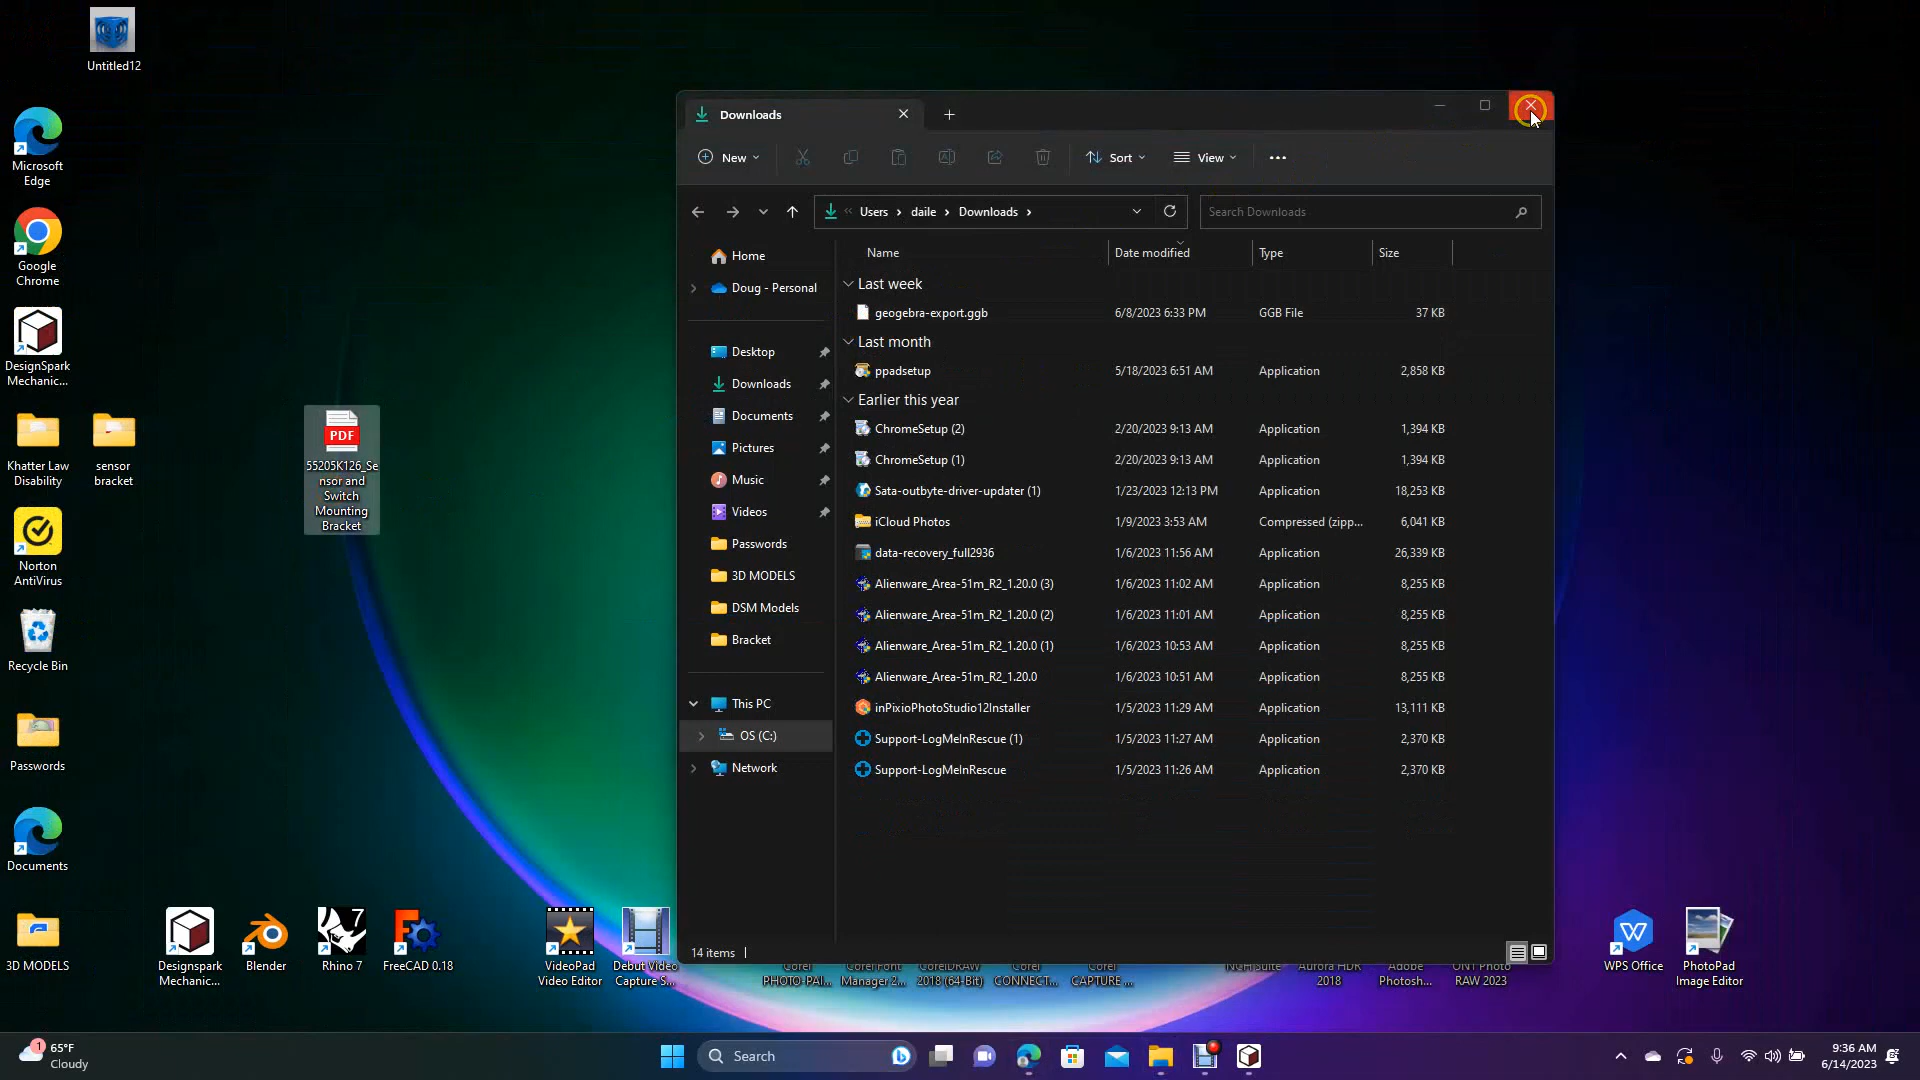 Untitled12
Microsoft
Edge
Google
Chrome
DesignSpark
Mechanic...
Khatter Law
Disability
sensor
bracket
Norton
AntiVirus
Recycle Bin
Passwords
Documents
3D MODELS
PDF
55205K126_Se
nsor and
Switch
Mounting
Bracket
Designspark
Mechanic...
Blender
7
Rhino 7
FreeCAD 0.18
VideoPad
Video Editor
Debut Video
Capture S...
Downloads
New
Sort
View
Users
daile
Downloads
Search Downloads
Home
Doug - Personal
Desktop
Downloads
Documents
Pictures
Music
Videos
Passwords
3D MODELS
DSM Models
Bracket
This PC
OS (C:)
Network
Name Date modified Type Size
Last week
geogebra-export.ggb 6/8/2023 6:33 PM GGB File 37 KB
Last month
ppadsetup 5/18/2023 6:51 AM Application 2,858 KB
Earlier this year
ChromeSetup (2) 2/20/2023 9:13 AM Application 1,394 KB
ChromeSetup (1) 2/20/2023 9:13 AM Application 1,394 KB
Sata-outbyte-driver-updater (1) 1/23/2023 12:13 PM Application 18,253 KB
iCloud Photos 1/9/2023 3:53 AM Compressed (zipp... 6,041 KB
data-recovery_full2936 1/6/2023 11:56 AM Application 26,339 KB
Alienware_Area-51m_R2_1.20.0 (3) 1/6/2023 11:02 AM Application 8,255 KB
Alienware_Area-51m_R2_1.20.0 (2) 1/6/2023 11:01 AM Application 8,255 KB
Alienware_Area-51m_R2_1.20.0 (1) 1/6/2023 10:53 AM Application 8,255 KB
Alienware_Area-51m_R2_1.20.0 1/6/2023 10:51 AM Application 8,255 KB
inPixioPhotoStudio12Installer 1/5/2023 11:29 AM Application 13,111 KB
Support-LogMeInRescue (1) 1/5/2023 11:27 AM Application 2,370 KB
Support-LogMeInRescue 1/5/2023 11:26 AM Application 2,370 KB
14 items
Corel
PHOTO-PAI...
Corel Font
Manager 2...
CorelDRAW
2018 (64-Bit)
Corel
CONNECT...
Corel
CAPTURE ...
NCH Suite
Aurora HDR
2018
Adobe
Photosh...
ON1 Photo
RAW 2023
WPS Office
PhotoPad
Image Editor
1
65°F
Cloudy
Search
9:36 AM
6/14/2023